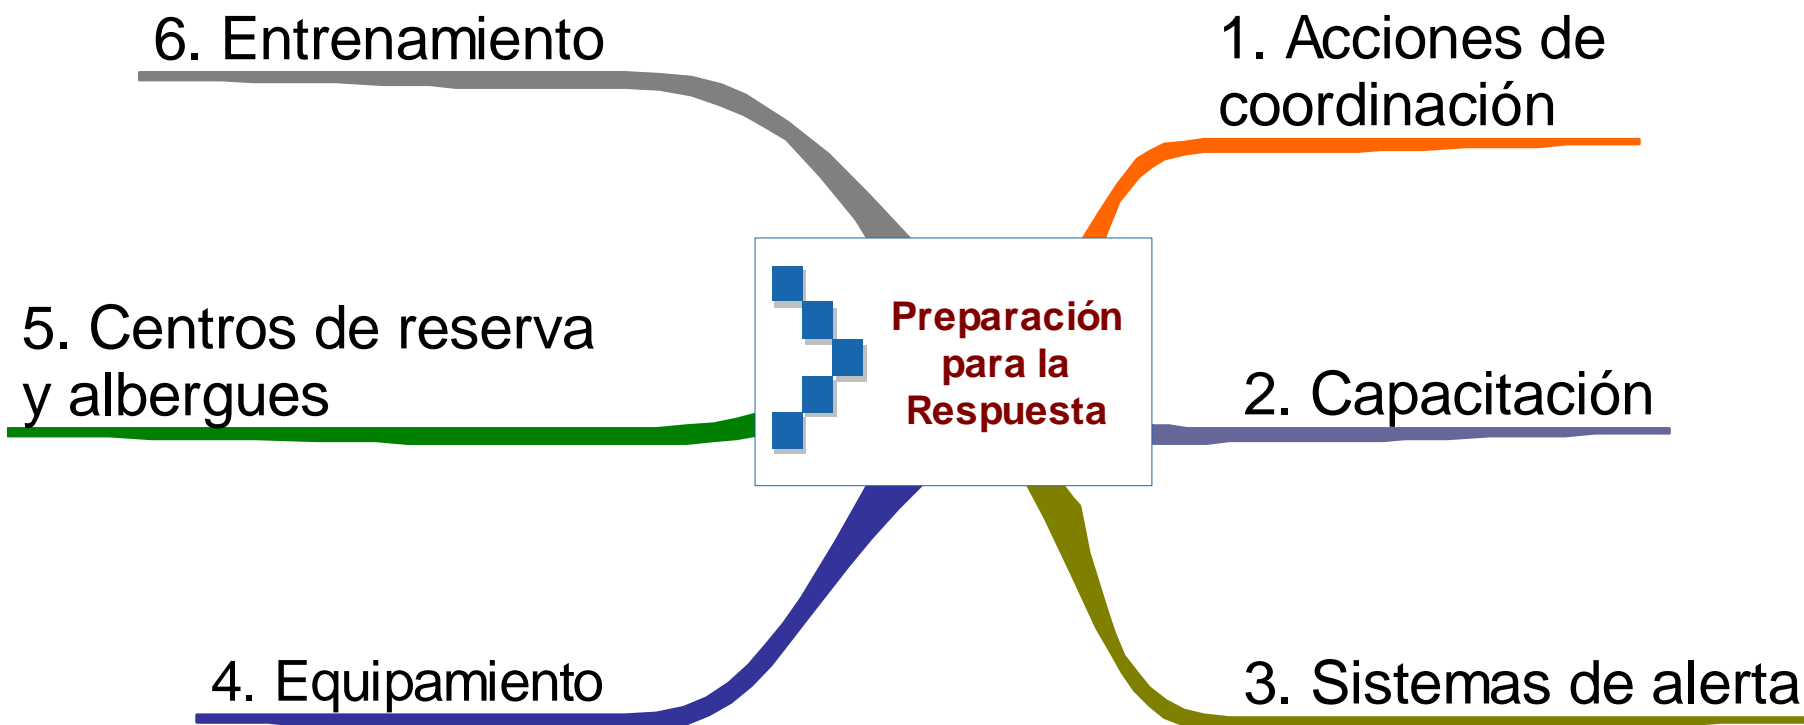 Preparación
para la
Respuesta
1. Acciones de
coordinación
2. Capacitación
3. Sistemas de alerta
4. Equipamiento
5. Centros de reserva
y albergues
6. Entrenamiento